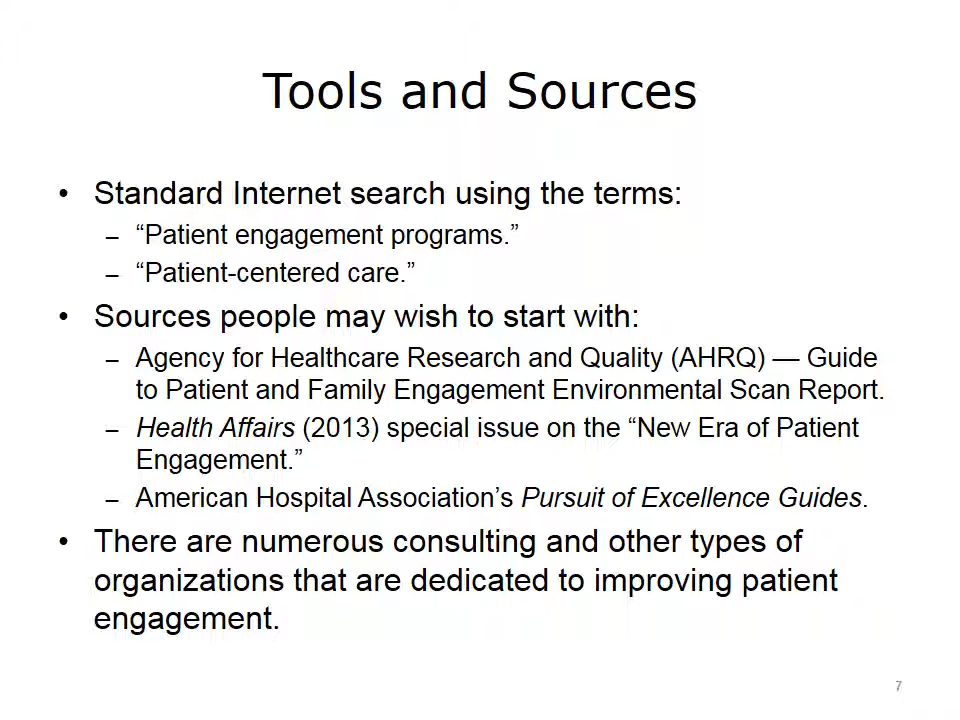 Tools and Sources
• Standard Internet search using the terms:
– “Patient engagement programs.”
– “Patient-centered care.”
• Sources people may wish to start with:
– Agency for Healthcare Research and Quality (AHRQ) — Guide
to Patient and Family Engagement Environmental Scan Report.
– Health Affairs (2013) special issue on the “New Era of Patient
Engagement.”
– American Hospital Association’s Pursuit of Excellence Guides.
• There are numerous consulting and other types of
organizations that are dedicated to improving patient
engagement.
7